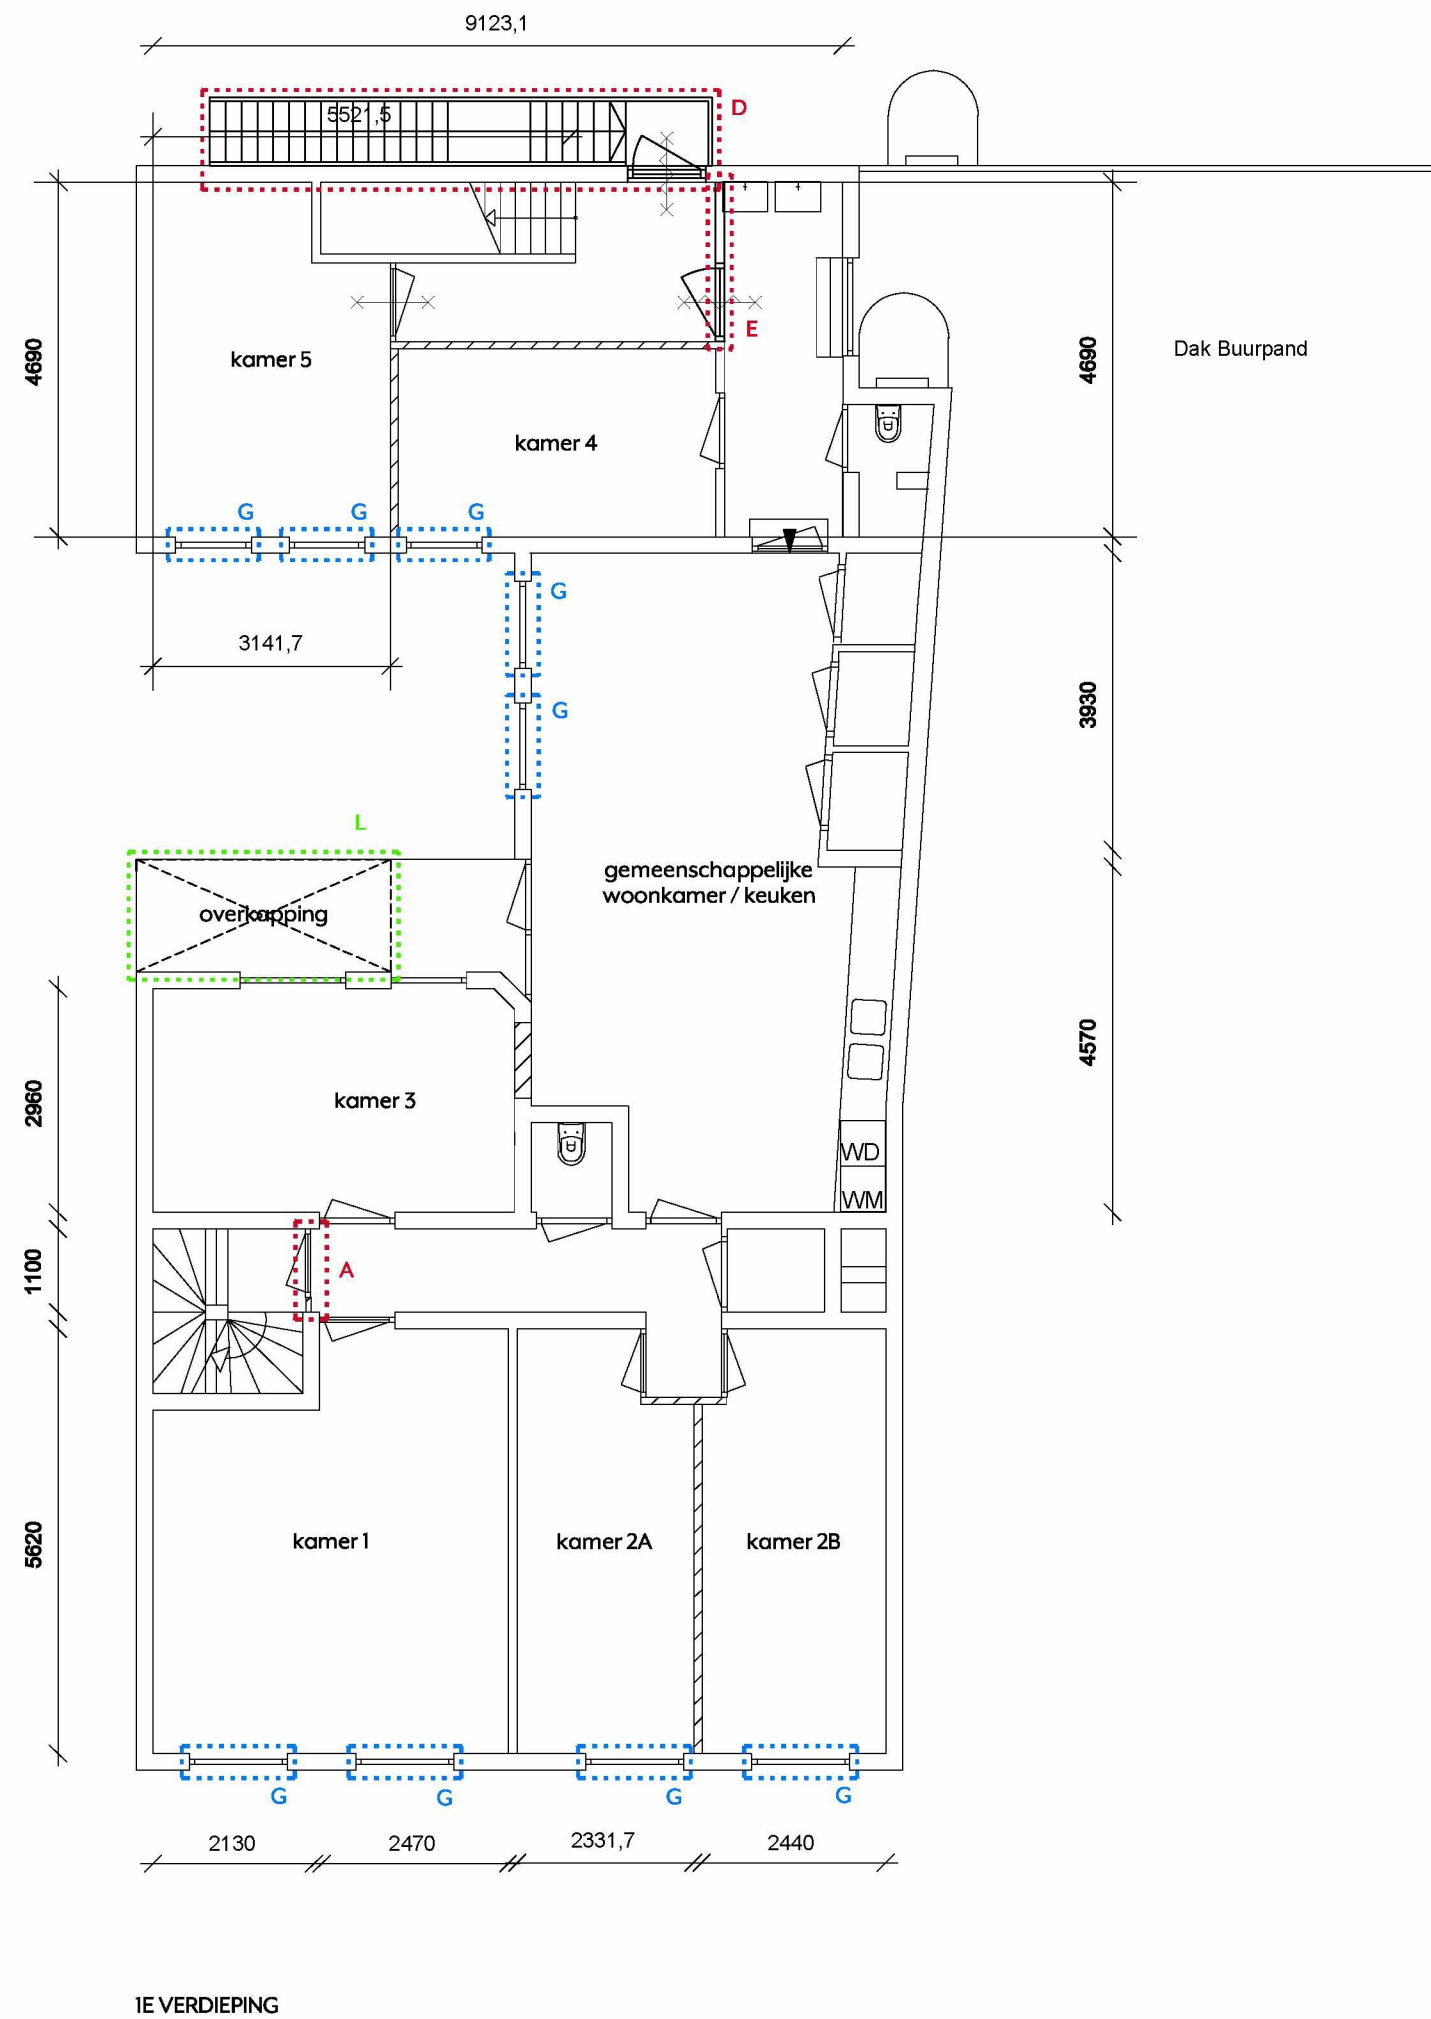 9123,1
D
5521,5
E
Dak Buurpand
4690
kamer 5
4690
kamer 4
G
G
G
G
3141,7
G
3930
L
gemeenschappelijke
woonkamer / keuken
overkapping
4570
2960
kamer 3
WD
WM
1100
A
5620
kamer 1
kamer 2A
kamer 2B
G
G
G
G
2130
2470
2331,7
2440
1E VERDIEPING